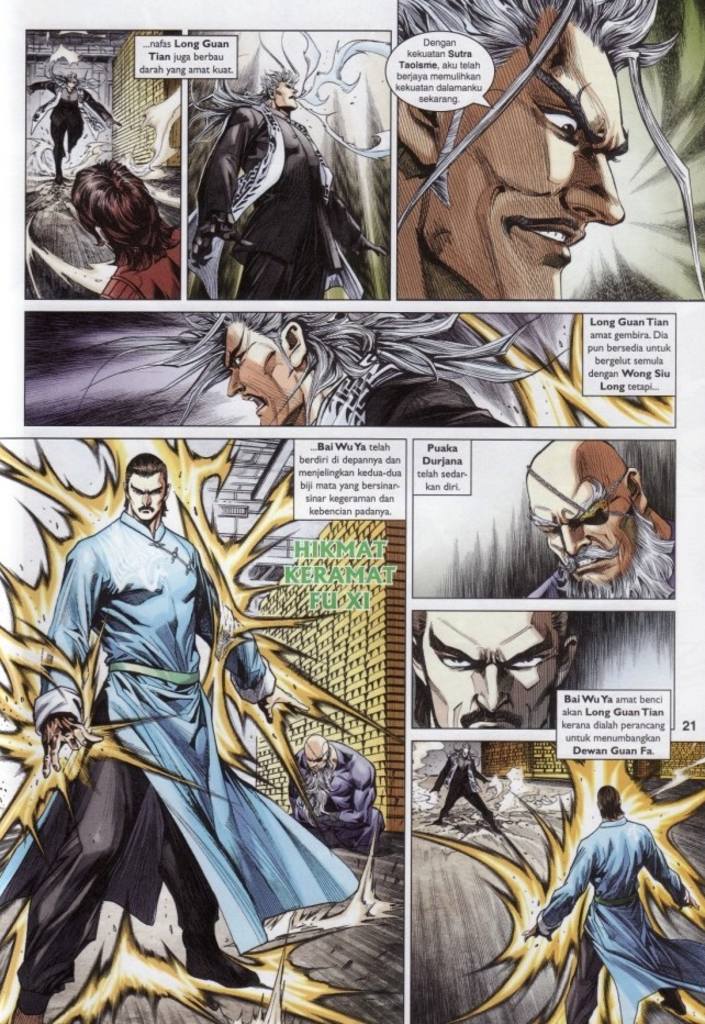 ...nafas Long Guan
Tian juga berbau
darah yang amat kuat.
Dengan
kekuatan Sutra
Taoisme, aku telah
berjaya memulihkan
kekuatan dalamanku
sekarang.
Long Guan Tian
amat gembira. Dia
pun bersedia untuk
bergelut semula
dengan Wong Siu
Long tetapi...
...Bai Wu Ya telah
berdiri di depannya dan
menjelingkan kedua-dua
biji mata yang bersinar-
sinar kegeraman dan
kebencian padanya.
HIKMAT
KERAMAT
FU XI
Puaka
Durjana
telah sedar-
kan diri.
Bai Wu Ya amat benci
akan Long Guan Tian
kerana dialah perancang
untuk menumbangkan
Dewan Guan Fa.
21